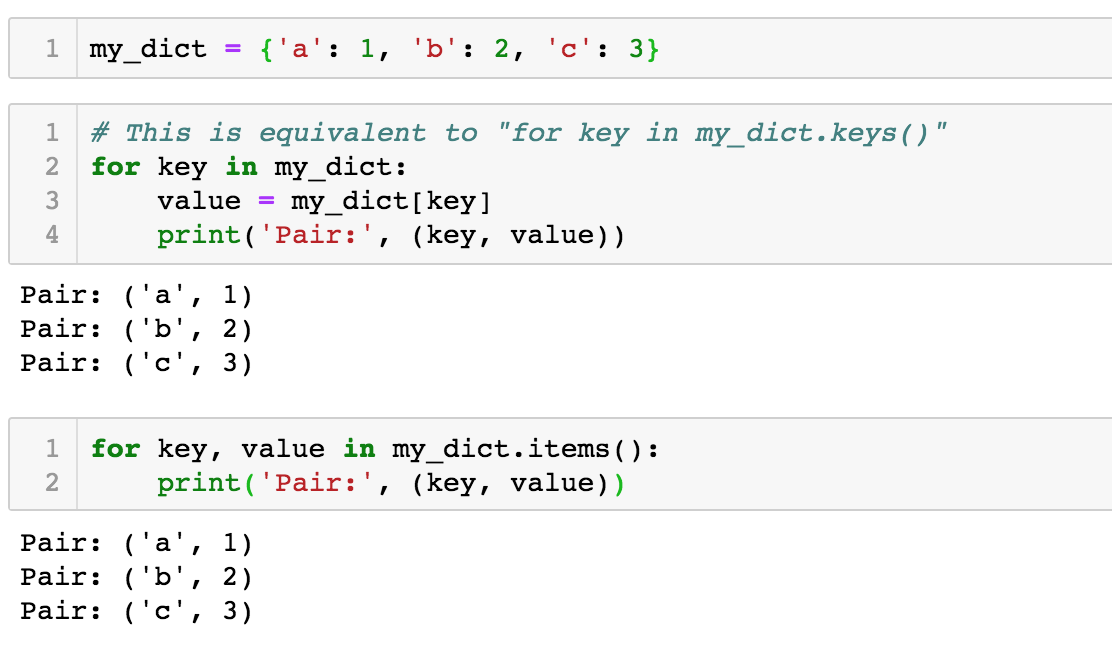 1 my_dict = {'a': 1, 'b': 2, 'c': 3}
1 # This is equivalent to "for key in my_dict.keys()"
2 for key in my_dict:
3     value = my_dict[key]
4     print('Pair:', (key, value))
Pair: ('a', 1)
Pair: ('b', 2)
Pair: ('c', 3)
1 for key, value in my_dict.items():
2     print('Pair:', (key, value))
Pair: ('a', 1)
Pair: ('b', 2)
Pair: ('c', 3)